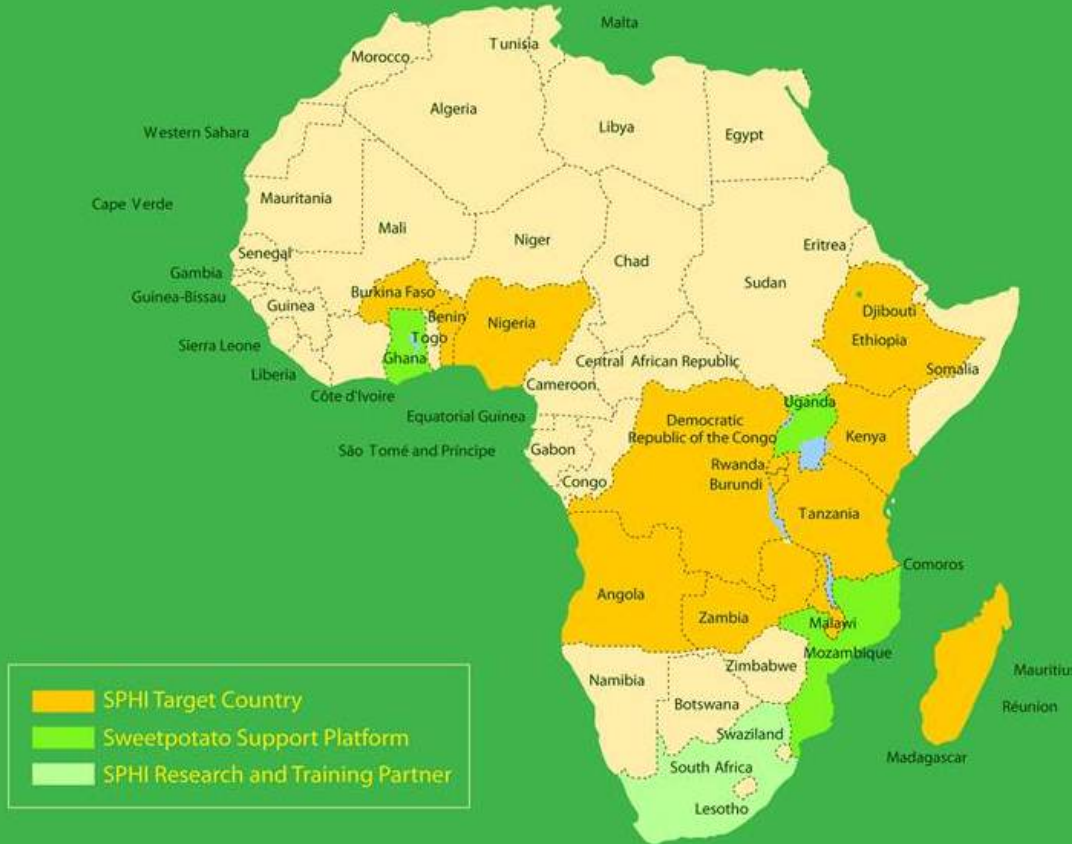 Malta
Tunisia
Morocco
Algeria
Libya
Egypt
Western Sahara
Mauritania
Cape Verde
Mali
Niger
Chad
Sudan
Eritrea
Senegal
Gambia
Guinea-Bissau
Guinea
Burkina Faso
Benin
Nigeria
Togo
Djibouti
Ethiopia
Sierra Leone
Ghana
Liberia
Central African Republic
Somalia
Côte d'Ivoire
Cameroon
Equatorial Guinea
Uganda
Democratic
Republic of the Congo
Kenya
São Tomé and Príncipe
Gabon
Rwanda
Congo
Burundi
Tanzania
Comoros
Angola
Zambia
Malawi
Mozambique
Zimbabwe
Namibia
Mauritius
Botswana
Réunion
Swaziland
Madagascar
South Africa
Lesotho
SPHI Target Country
Sweetpotato Support Platform
SPHI Research and Training Partner